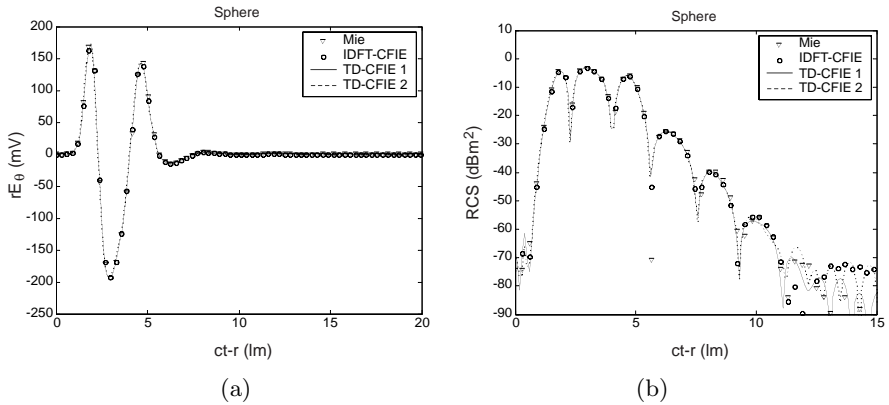 Sphere
200
150
100
50
0
-50
-100
-150
-200
-250
rEθ (mV)
0 5 10 15 20
ct-r (lm)
Mie
IDFT-CFIE
TD-CFIE 1
TD-CFIE 2
(a)
Sphere
10
0
-10
-20
-30
-40
-50
-60
-70
-80
-90
RCS (dBm²)
0 5 10 15
ct-r (lm)
Mie
IDFT-CFIE
TD-CFIE 1
TD-CFIE 2
(b)